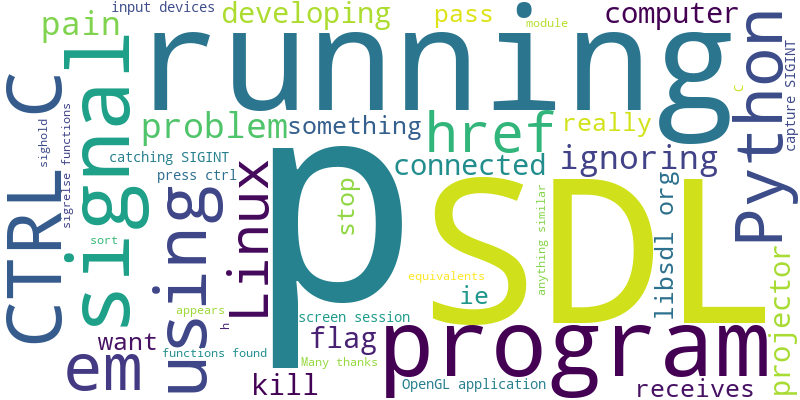 input devices
developing
pass
computer
pain
module
running
Python
capture SIGINT
CTRL C
sighold
sigrelse functions
signal
problem
something
href
really
C
catching SIGINT
press ctrl
connected
ignoring
using
Linux
p
stop
SDL
anything similar
libsdl org
sort
equivalents
ie
projector
appears
h
screen session
program
want
flag
functions found
Many thanks
em
kill
OpenGL application
receives